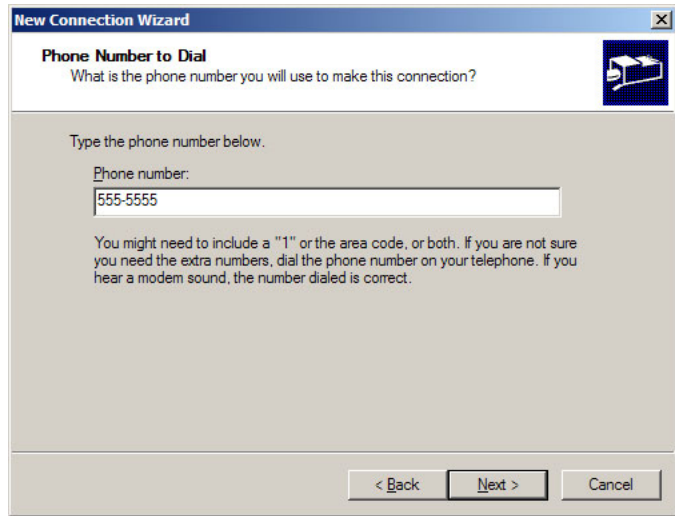 New Connection Wizard
Phone Number to Dial
What is the phone number you will use to make this connection?
Type the phone number below.
Phone number:
555-5555
You might need to include a "1" or the area code, or both. If you are not sure
you need the extra numbers, dial the phone number on your telephone. If you
hear a modem sound, the number dialed is correct.
< Back Next > Cancel